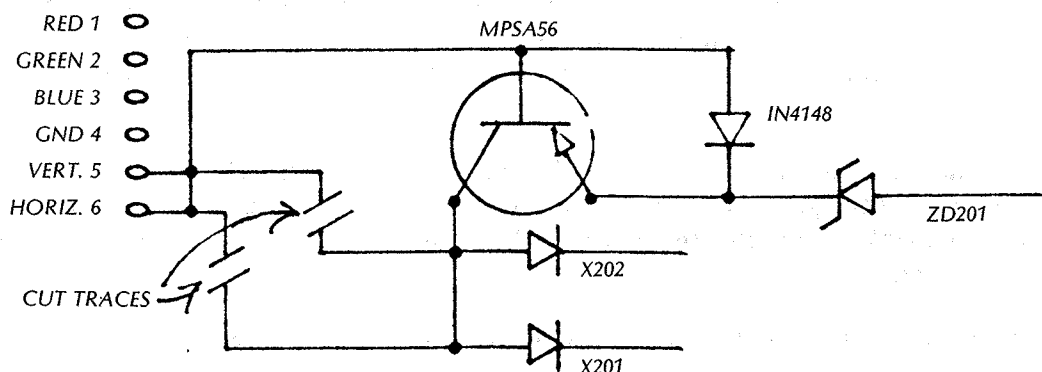 RED 1
GREEN 2
BLUE 3
GND 4
VERT. 5
HORIZ. 6
CUT TRACES
MPSA56
IN4148
ZD201
X202
X201